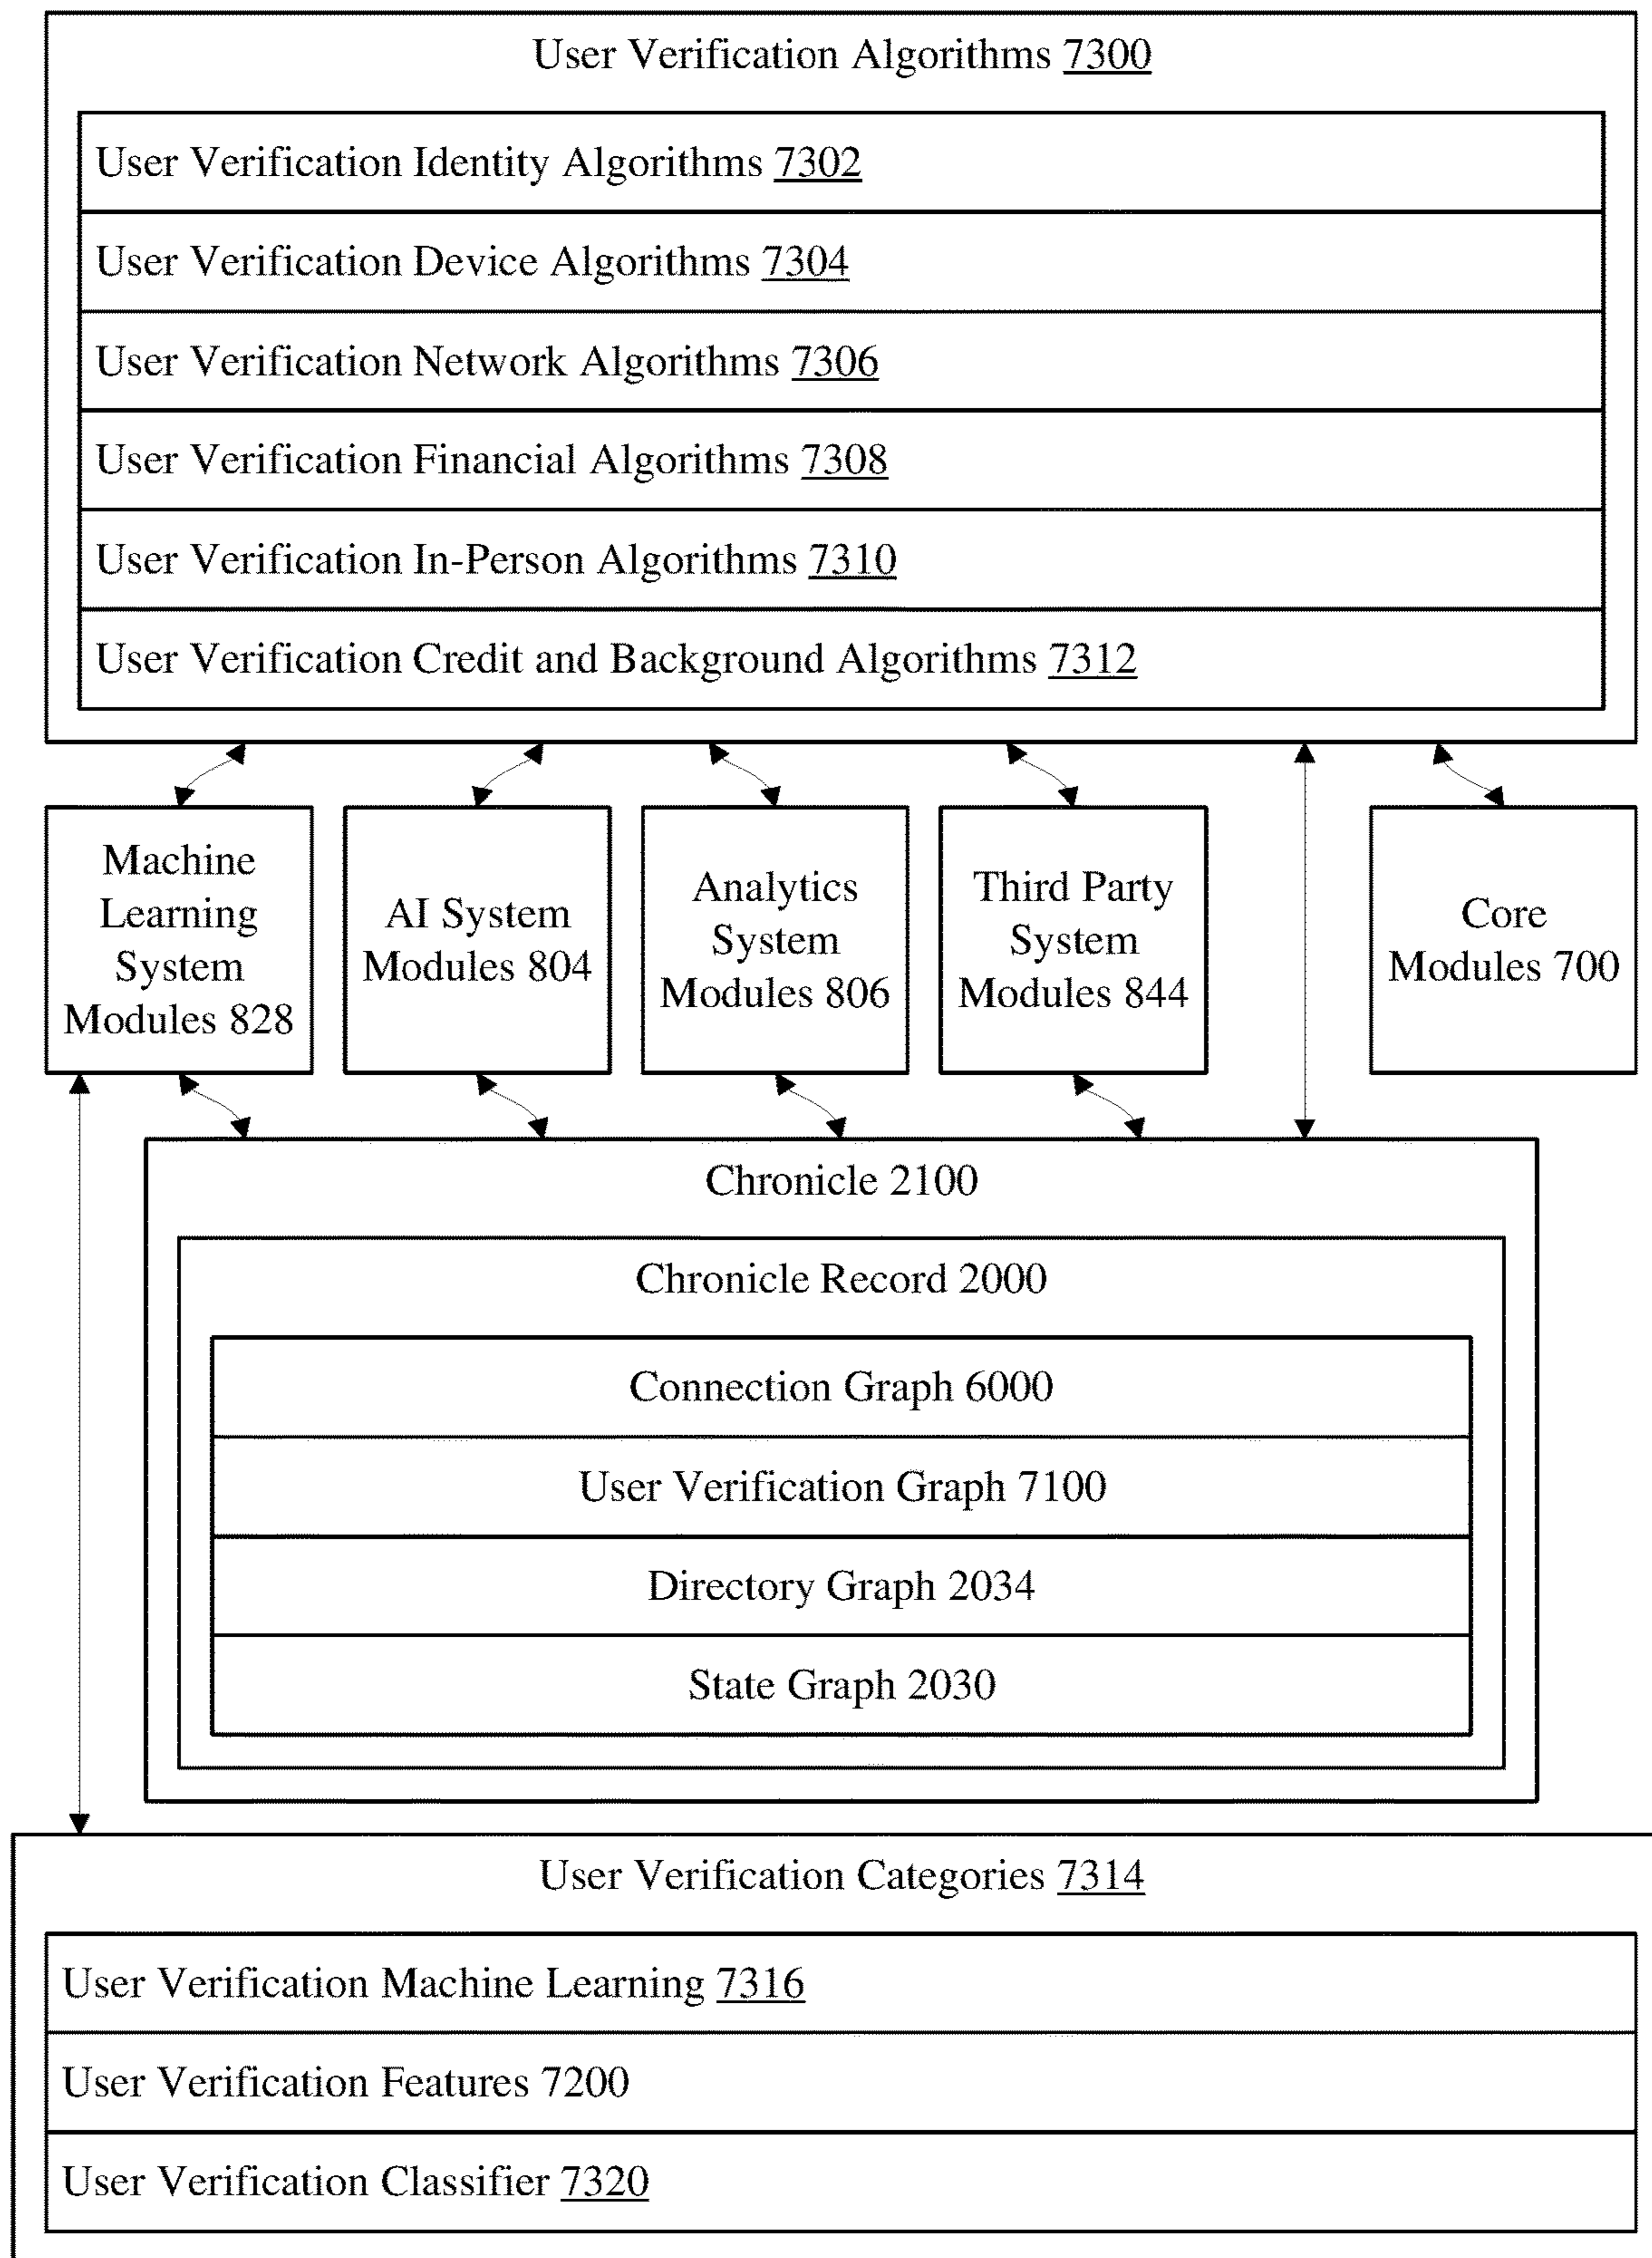 User Verification Algorithms 7300
User Verification Identity Algorithms 7302
User Verification Device Algorithms 7304
User Verification Network Algorithms 7306
User Verification Financial Algorithms 7308
User Verification In-Person Algorithms 7310
User Verification Credit and Background Algorithms 7312
Machine
Learning
System
Modules 828
AI System
Modules 804
Analytics
System
Modules 806
Third Party
System
Modules 844
Core
Modules 700
Chronicle 2100
Chronicle Record 2000
Connection Graph 6000
User Verification Graph 7100
Directory Graph 2034
State Graph 2030
User Verification Categories 7314
User Verification Machine Learning 7316
User Verification Features 7200
User Verification Classifier 7320